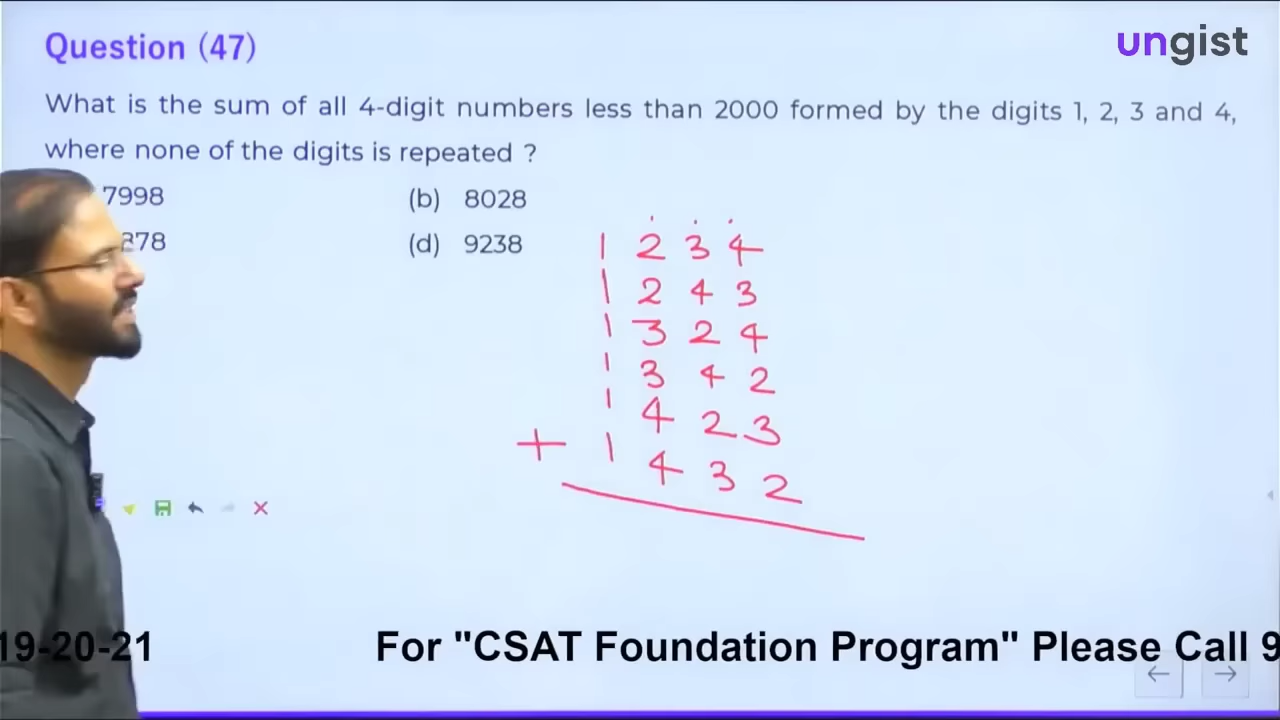 Question (47)
ungist
What is the sum of all 4-digit numbers less than 2000 formed by the digits 1, 2, 3 and 4,
where none of the digits is repeated ?
7998
(b) 8028
878
(d) 9238
1 2 3 4
1 2 4 3
1 3 2 4
1 3 4 2
1 4 2 3
+ 1 4 3 2
19-20-21 For "CSAT Foundation Program" Please Call 9